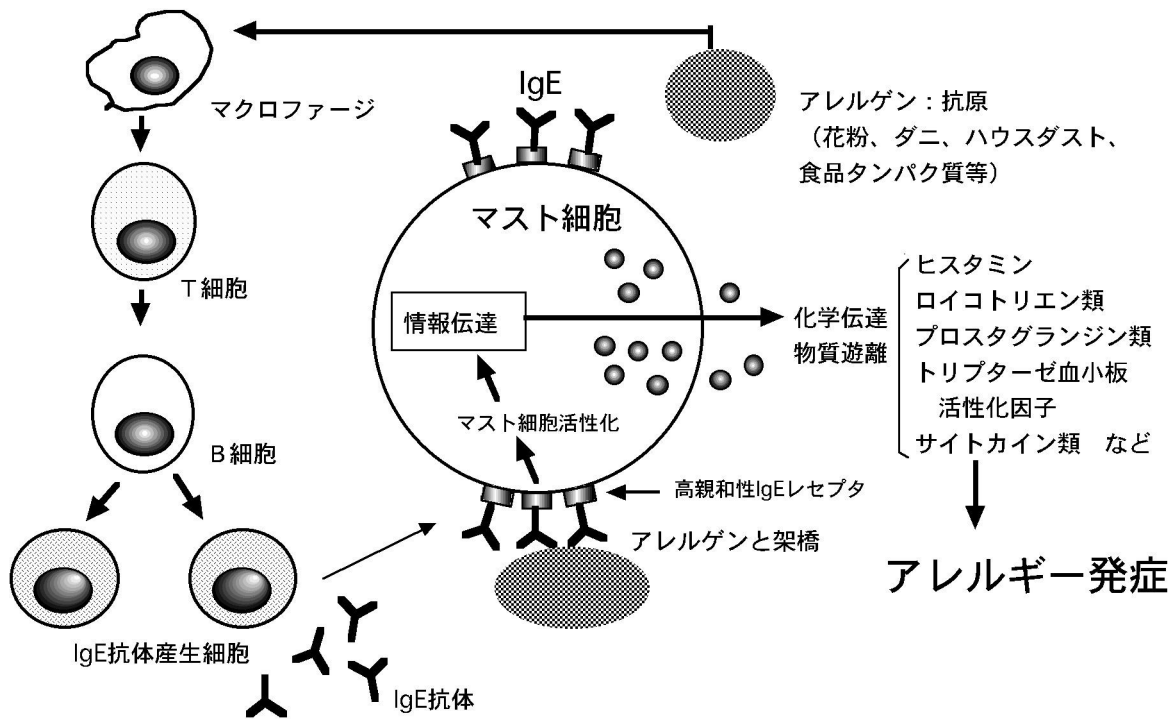 IgE
マクロファージ
アレルゲン：抗原
（花粉、ダニ、ハウスダスト、
食品タンパク質等）
マスト細胞
T細胞
情報伝達
化学伝達
物質遊離
ヒスタミン
ロイコトリエン類
プロスタグランジン類
トリプターゼ血小板
活性化因子
サイトカイン類　など
マスト細胞活性化
B細胞
高親和性IgEレセプタ
アレルゲンと架橋
アレルギー発症
IgE抗体産生細胞
IgE抗体